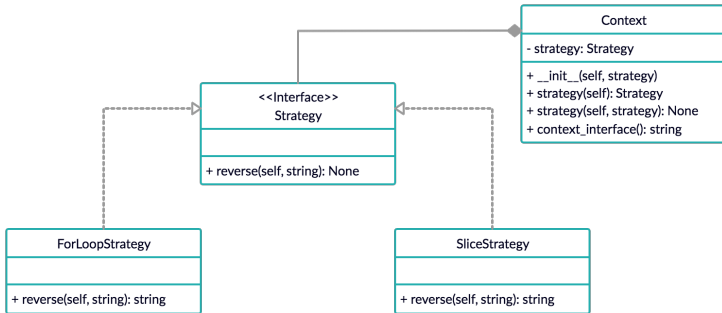 Context
- strategy: Strategy
+ __init__(self, strategy)
+ strategy(self): Strategy
+ strategy(self, strategy): None
+ context_interface(): string
<<Interface>>
Strategy
+ reverse(self, string): None
ForLoopStrategy
+ reverse(self, string): string
SliceStrategy
+ reverse(self, string): string